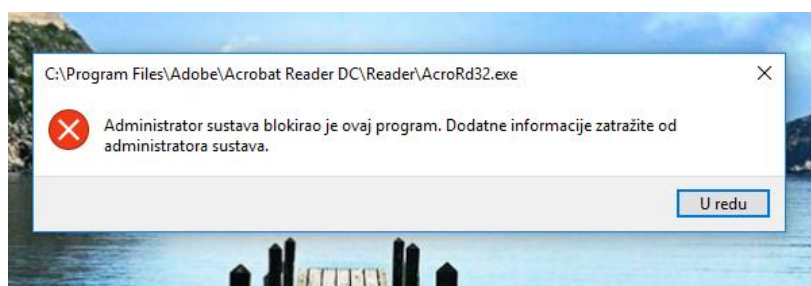 C:\Program Files\Adobe\Acrobat Reader DC\Reader\AcroRd32.exe
Administrator sustava blokirao je ovaj program. Dodatne informacije zatražite od
administratora sustava.
U redu